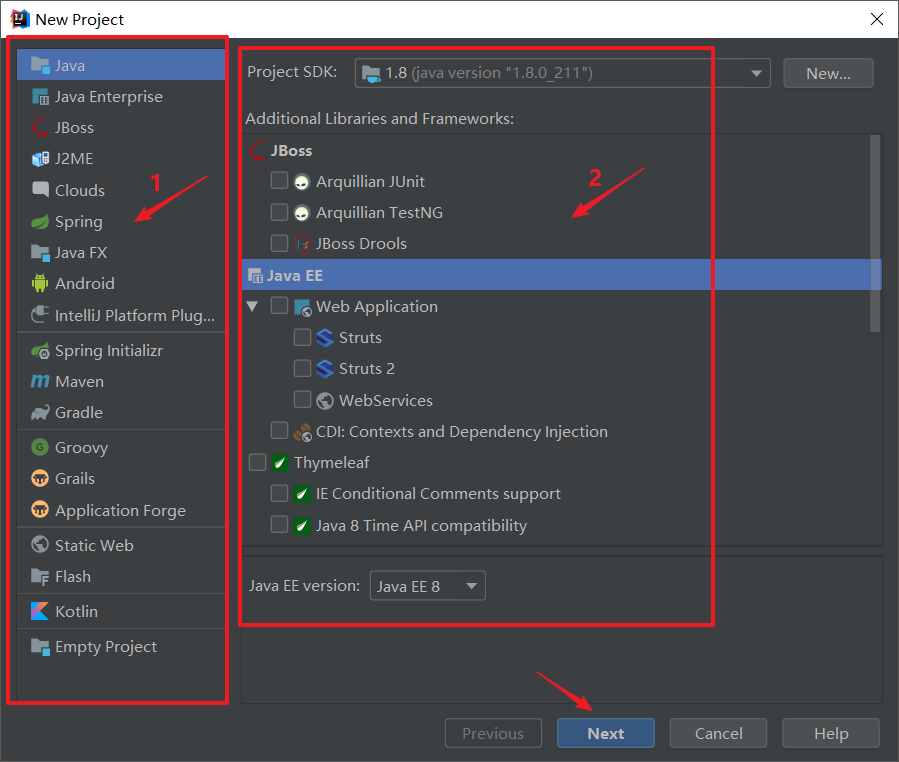 New Project
Java
Java Enterprise
JBoss
J2ME
Clouds
Spring
Java FX
Android
IntelliJ Platform Plug...
Spring Initializr
Maven
Gradle
Groovy
Grails
Application Forge
Static Web
Flash
Kotlin
Empty Project
1
Project SDK: 1.8 (java version "1.8.0_211") New...
Additional Libraries and Frameworks:
JBoss
Arquillian JUnit
Arquillian TestNG
JBoss Drools
2
Java EE
Web Application
Struts
Struts 2
WebServices
CDI: Contexts and Dependency Injection
Thymeleaf
IE Conditional Comments support
Java 8 Time API compatibility
Java EE version: Java EE 8
Previous Next Cancel Help